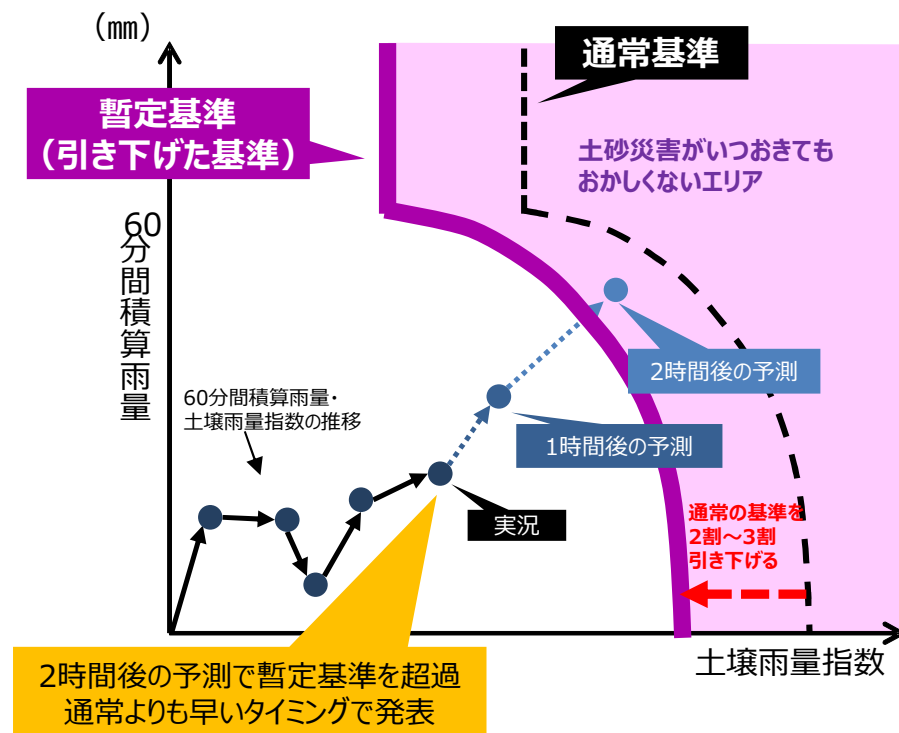 (㎜)
通常基準
暫定基準
(引き下げた基準)
土砂災害がいつおきても
おかしくないエリア
60分間積算雨量
60分間積算雨量・
土壌雨量指数の推移
2時間後の予測
1時間後の予測
実況
通常の基準を
2割~3割
引き下げる
土壌雨量指数
2時間後の予測で暫定基準を超過
通常よりも早いタイミングで発表